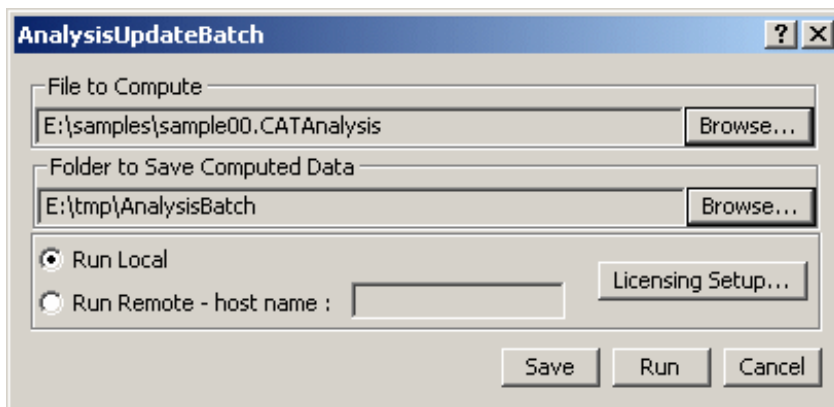 AnalysisUpdateBatch ? X
File to Compute
E:\samples\sample00.CATAnalysis Browse...
Folder to Save Computed Data
E:\tmp\AnalysisBatch Browse...
Run Local
Licensing Setup...
Run Remote - host name :
Save Run Cancel